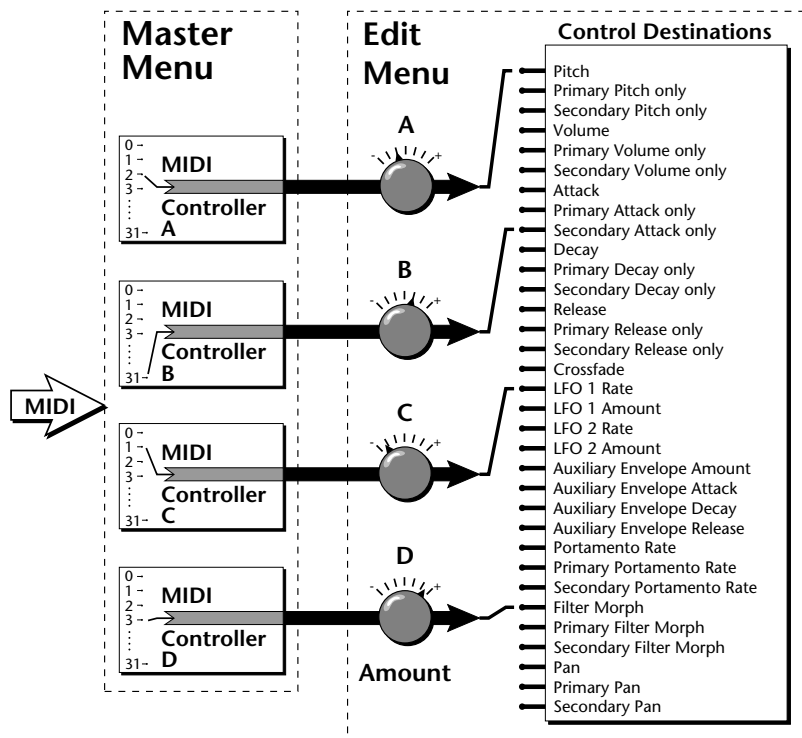 Master
Menu
Edit
Menu
Control Destinations
MIDI
0
1
2
3
31
MIDI
Controller
A
0
1
2
3
31
MIDI
Controller
B
0
1
2
3
31
MIDI
Controller
C
0
1
2
3
31
MIDI
Controller
D
A
- +
B
- +
C
- +
D
- +
Amount
Pitch
Primary Pitch only
Secondary Pitch only
Volume
Primary Volume only
Secondary Volume only
Attack
Primary Attack only
Secondary Attack only
Decay
Primary Decay only
Secondary Decay only
Release
Primary Release only
Secondary Release only
Crossfade
LFO 1 Rate
LFO 1 Amount
LFO 2 Rate
LFO 2 Amount
Auxiliary Envelope Amount
Auxiliary Envelope Attack
Auxiliary Envelope Decay
Auxiliary Envelope Release
Portamento Rate
Primary Portamento Rate
Secondary Portamento Rate
Filter Morph
Primary Filter Morph
Secondary Filter Morph
Pan
Primary Pan
Secondary Pan